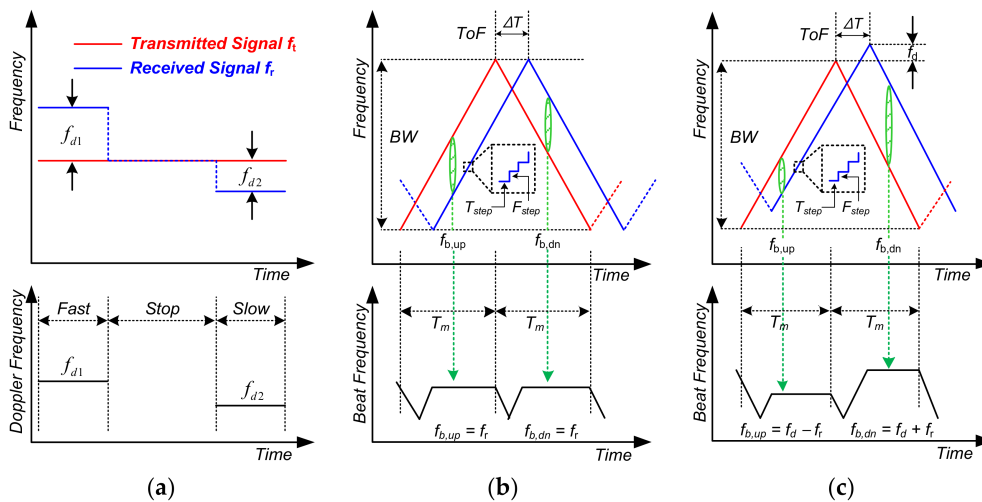 Frequency
Transmitted Signal ft
Received Signal fr
fd1
fd2
Time
Doppler Frequency
Fast
Stop
Slow
fd1
fd2
Time
(a)
Frequency
ToF
ΔT
BW
Tstep
Fstep
fb,up
fb,dn
Time
Beat Frequency
Tm
Tm
fb,up = fr
fb,dn = fr
Time
(b)
Frequency
ToF
ΔT
fd
BW
Tstep
Fstep
fb,up
fb,dn
Time
Beat Frequency
Tm
Tm
fb,up = fd – fr
fb,dn = fd + fr
Time
(c)